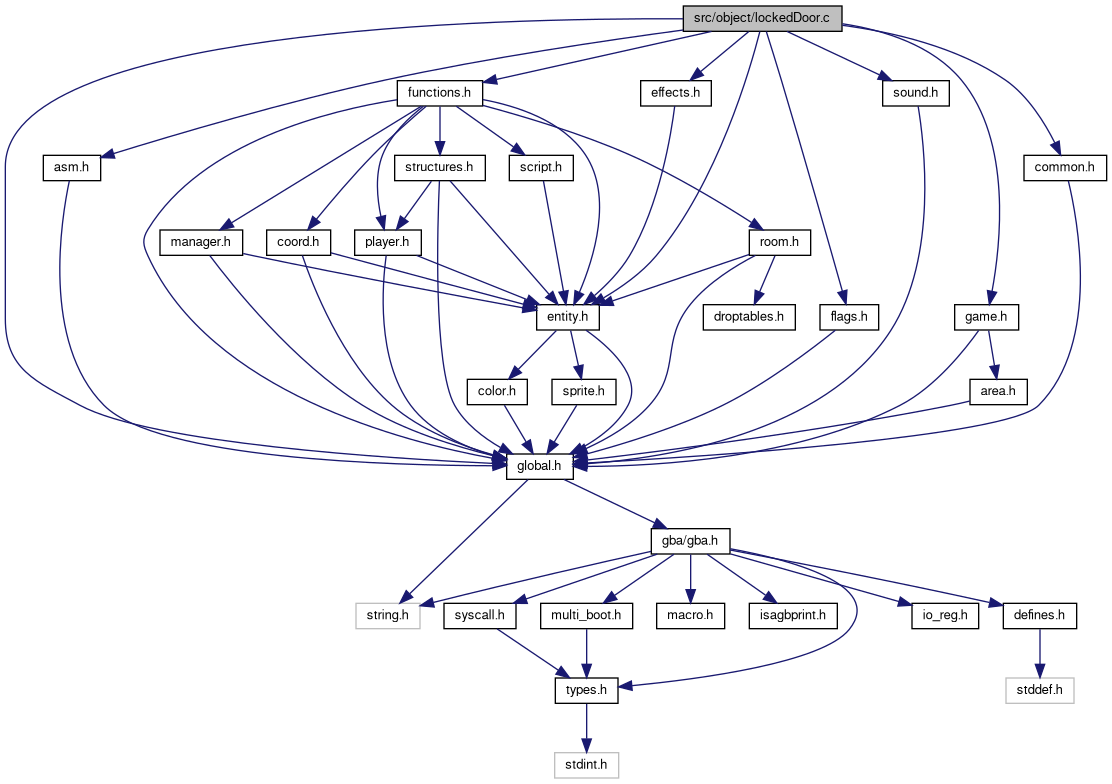 src/object/lockedDoor.c
functions.h
effects.h
sound.h
asm.h
structures.h
script.h
common.h
manager.h
coord.h
player.h
room.h
entity.h
droptables.h
flags.h
game.h
color.h
sprite.h
area.h
global.h
gba/gba.h
string.h
syscall.h
multi_boot.h
macro.h
isagbprint.h
io_reg.h
defines.h
types.h
stddef.h
stdint.h